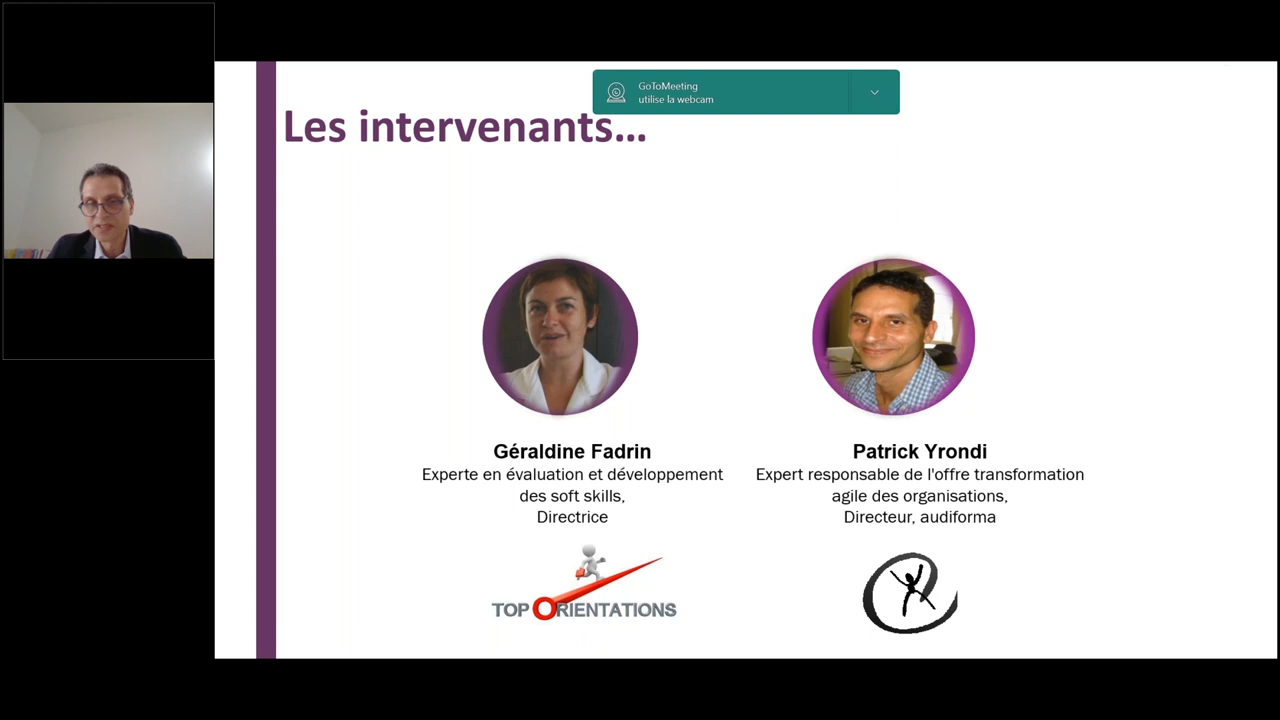 GoToMeeting
utilise la webcam
Les intervenants...
Géraldine Fadrin
Experte en évaluation et développement
des soft skills,
Directrice
TOP ORIENTATIONS
Patrick Yrondi
Expert responsable de l'offre transformation
agile des organisations,
Directeur, audiforma